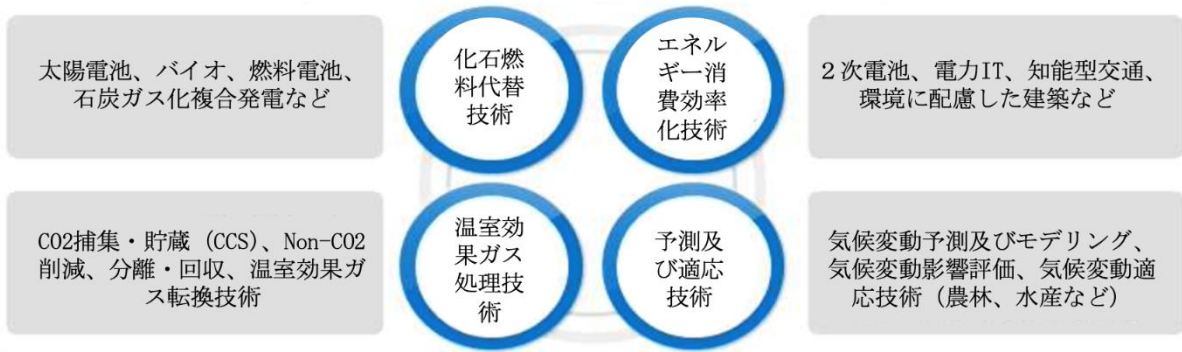 太陽電池、バイオ、燃料電池、
石炭ガス化複合発電など
化石燃
料代替
技術
エネル
ギー消
費効率
化技術
２次電池、電力IT、知能型交通、
環境に配慮した建築など
CO2捕集・貯蔵（CCS）、Non-CO2
削減、分離・回収、温室効果ガ
ス転換技術
温室効
果ガス
処理技
術
予測及
び適応
技術
気候変動予測及びモデリング、
気候変動影響評価、気候変動適
応技術（農林、水産など）